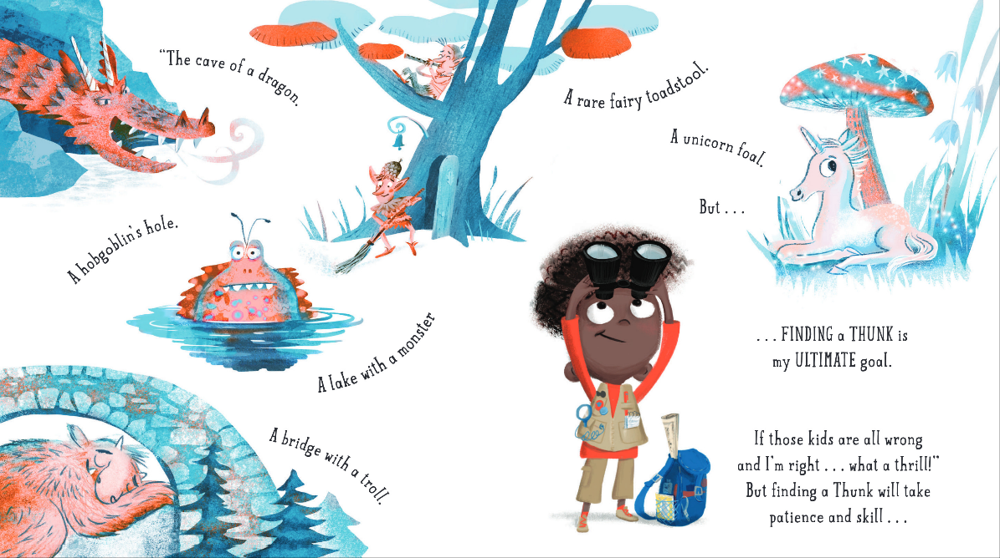 “The cave of a dragon.
A hobgoblin’s hole.
A lake with a monster
A bridge with a troll.
A rare fairy toadstool.
A unicorn foal.
But . . .
. . . FINDING a THUNK is
my ULTIMATE goal.
If those kids are all wrong
and I’m right . . . what a thrill!”
But finding a Thunk will take
patience and skill . . .